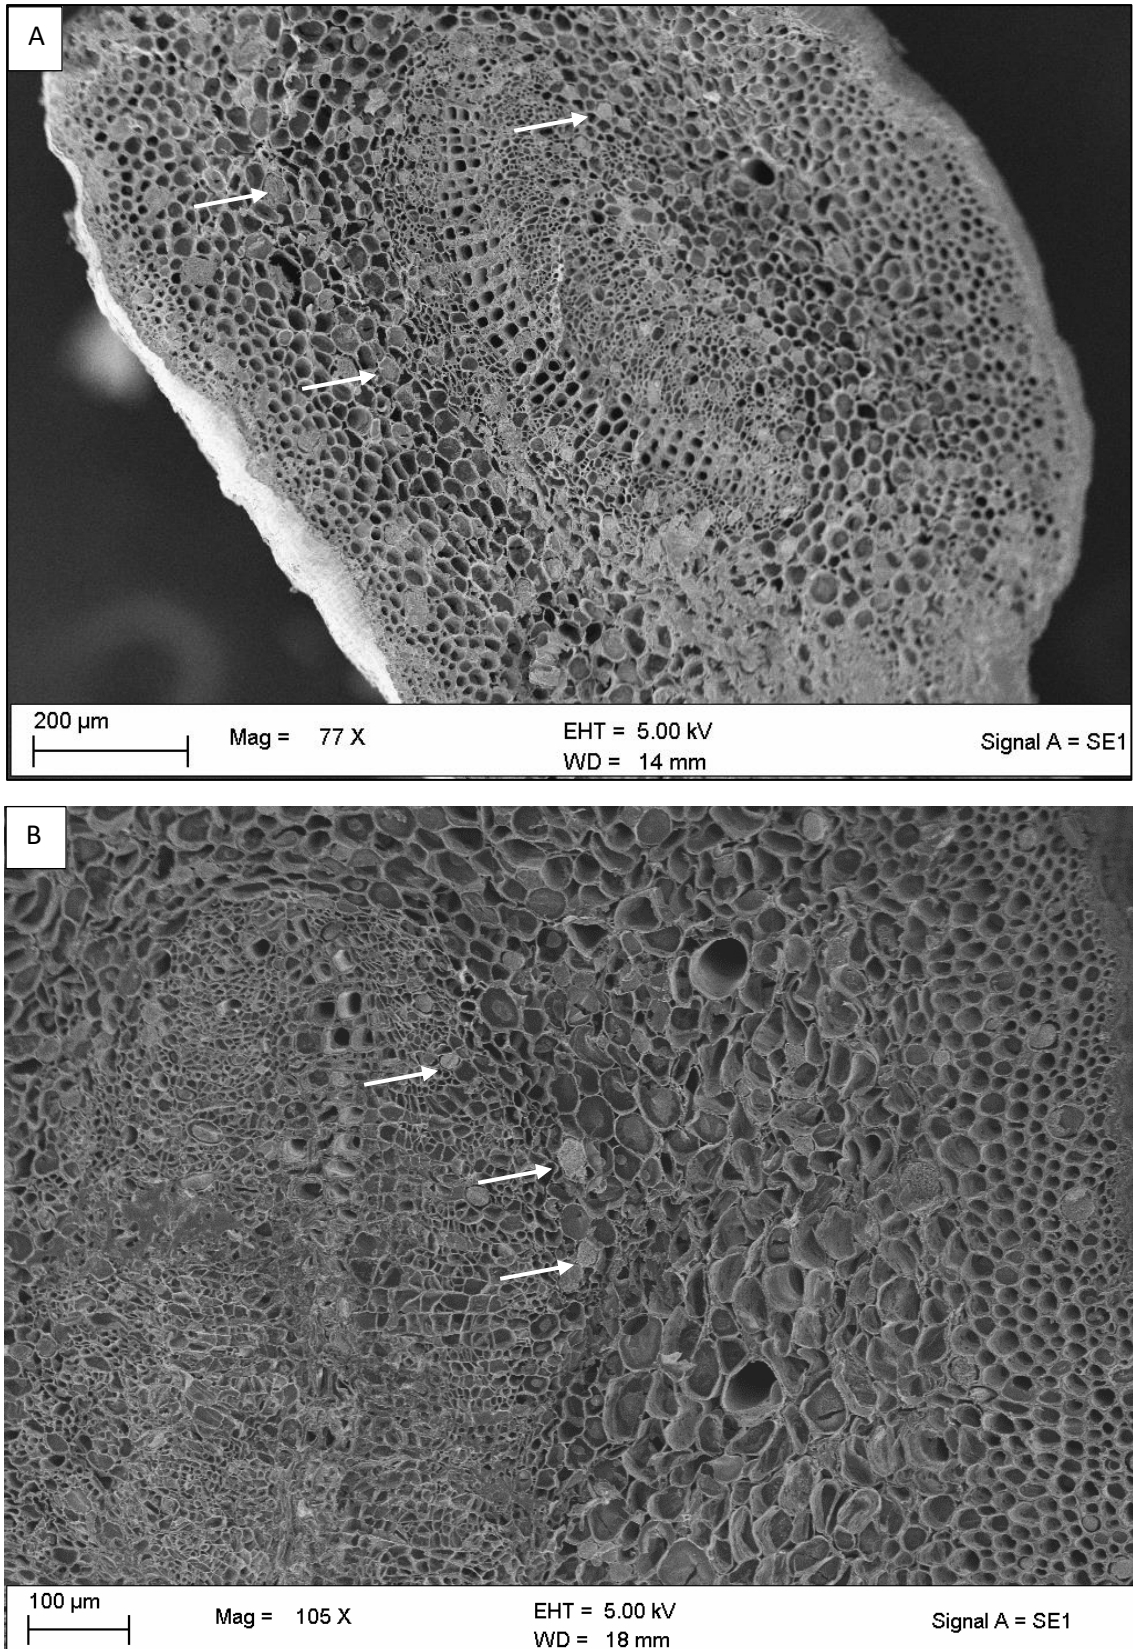 A
200 µm
Mag = 77 X
EHT = 5.00 kV
WD = 14 mm
Signal A = SE1
B
100 µm
Mag = 105 X
EHT = 5.00 kV
WD = 18 mm
Signal A = SE1